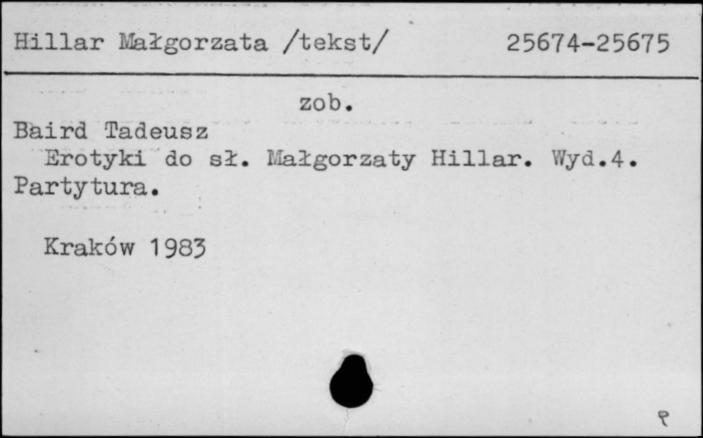 Hillar Małgorzata /tekst/ 25674-25675
zob.
Baird Tadeusz
Erotyki do sł. Małgorzaty Hillar. Wyd.4.
Partytura.
Kraków 1983